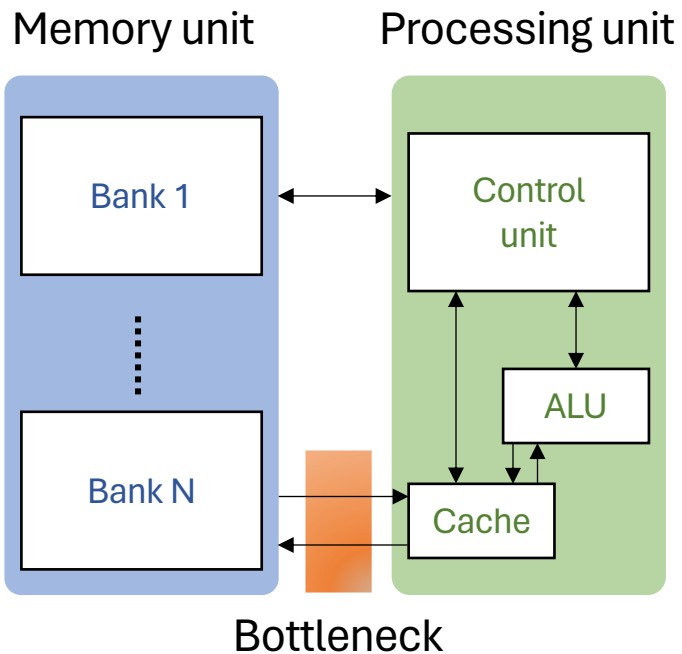 Memory unit
Processing unit
Bank 1
Control
unit
ALU
Bank N
Cache
Bottleneck